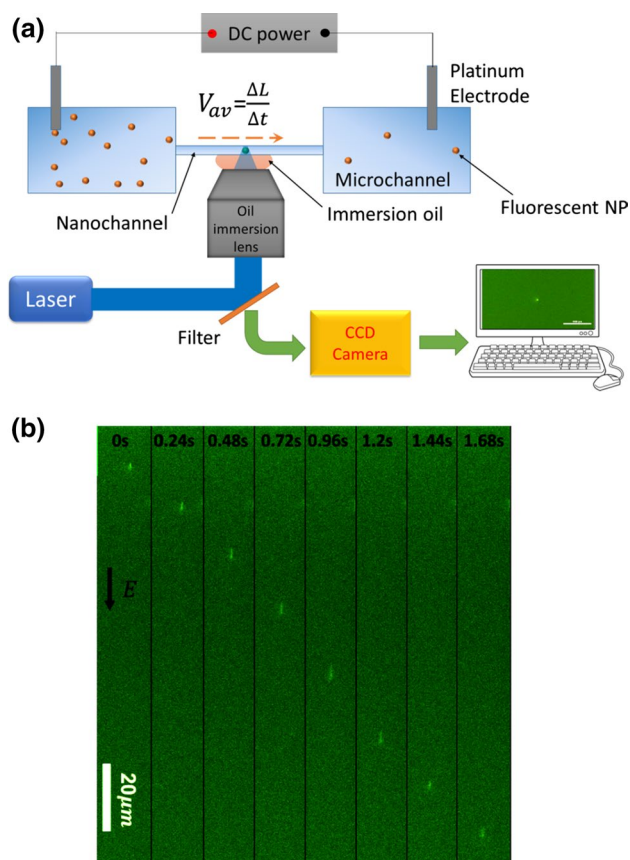 (a)
DC power
Platinum
Electrode
V_av = ΔL/Δt
Microchannel
Nanochannel
Immersion oil
Fluorescent NP
Oil
immersion
lens
Laser
Filter
CCD
Camera
(b)
0s 0.24s 0.48s 0.72s 0.96s 1.2s 1.44s 1.68s
E
20μm